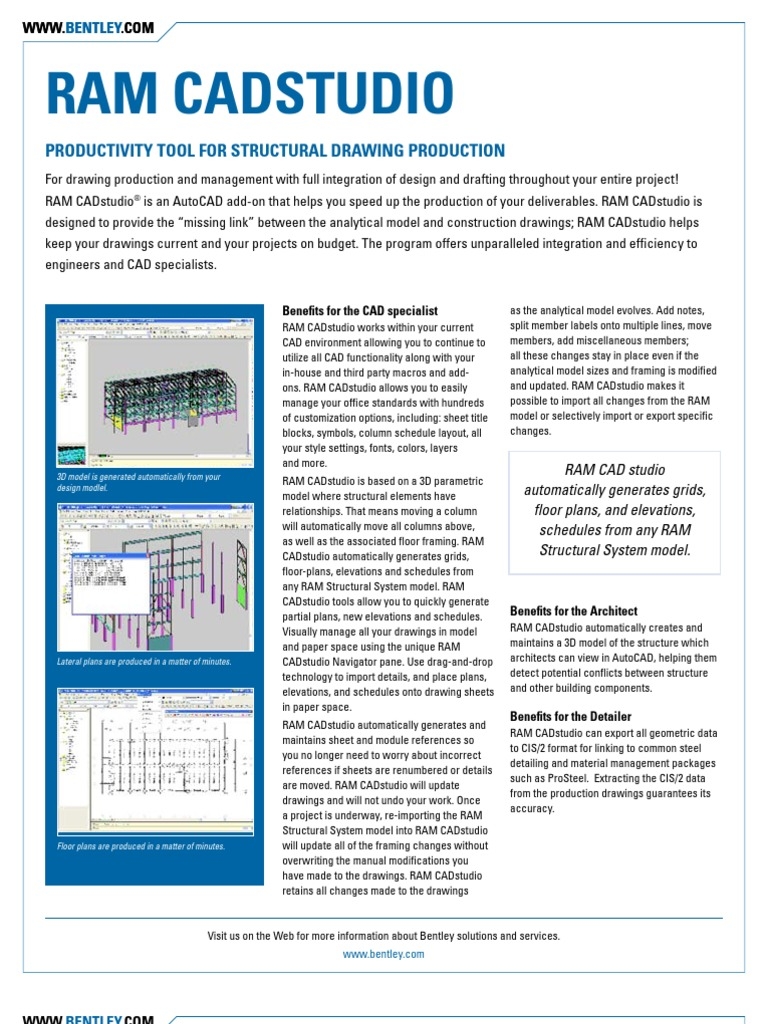 WWW.BENTLEY.COM
RAM CADSTUDIO
PRODUCTIVITY TOOL FOR STRUCTURAL DRAWING PRODUCTION
For drawing production and management with full integration of design and drafting throughout your entire project!
RAM CADstudio® is an AutoCAD add-on that helps you speed up the production of your deliverables. RAM CADstudio is
designed to provide the “missing link” between the analytical model and construction drawings; RAM CADstudio helps
keep your drawings current and your projects on budget. The program offers unparalleled integration and efficiency to
engineers and CAD specialists.
3D model is generated automatically from your
design modlel.
Lateral plans are produced in a matter of minutes.
Floor plans are produced in a matter of minutes.
Benefits for the CAD specialist
RAM CADstudio works within your current
CAD environment allowing you to continue to
utilize all CAD functionality along with your
in-house and third party macros and add-
ons. RAM CADstudio allows you to easily
manage your office standards with hundreds
of customization options, including: sheet title
blocks, symbols, column schedule layout, all
your style settings, fonts, colors, layers
and more.
RAM CADstudio is based on a 3D parametric
model where structural elements have
relationships. That means moving a column
will automatically move all columns above,
as well as the associated floor framing. RAM
CADstudio automatically generates grids,
floor-plans, elevations and schedules from
any RAM Structural System model. RAM
CADstudio tools allow you to quickly generate
partial plans, new elevations and schedules.
Visually manage all your drawings in model
and paper space using the unique RAM
CADstudio Navigator pane. Use drag-and-drop
technology to import details, and place plans,
elevations, and schedules onto drawing sheets
in paper space.
RAM CADstudio automatically generates and
maintains sheet and module references so
you no longer need to worry about incorrect
references if sheets are renumbered or details
are moved. RAM CADstudio will update
drawings and will not undo your work. Once
a project is underway, re-importing the RAM
Structural System model into RAM CADstudio
will update all of the framing changes without
overwriting the manual modifications you
have made to the drawings. RAM CADstudio
retains all changes made to the drawings
as the analytical model evolves. Add notes,
split member labels onto multiple lines, move
members, add miscellaneous members;
all these changes stay in place even if the
analytical model sizes and framing is modified
and updated. RAM CADstudio makes it
possible to import all changes from the RAM
model or selectively import or export specific
changes.
RAM CAD studio
automatically generates grids,
floor plans, and elevations,
schedules from any RAM
Structural System model.
Benefits for the Architect
RAM CADstudio automatically creates and
maintains a 3D model of the structure which
architects can view in AutoCAD, helping them
detect potential conflicts between structure
and other building components.
Benefits for the Detailer
RAM CADstudio can export all geometric data
to CIS/2 format for linking to common steel
detailing and material management packages
such as ProSteel. Extracting the CIS/2 data
from the production drawings guarantees its
accuracy.
Visit us on the Web for more information about Bentley solutions and services.
www.bentley.com
WWW.BENTLEY.COM